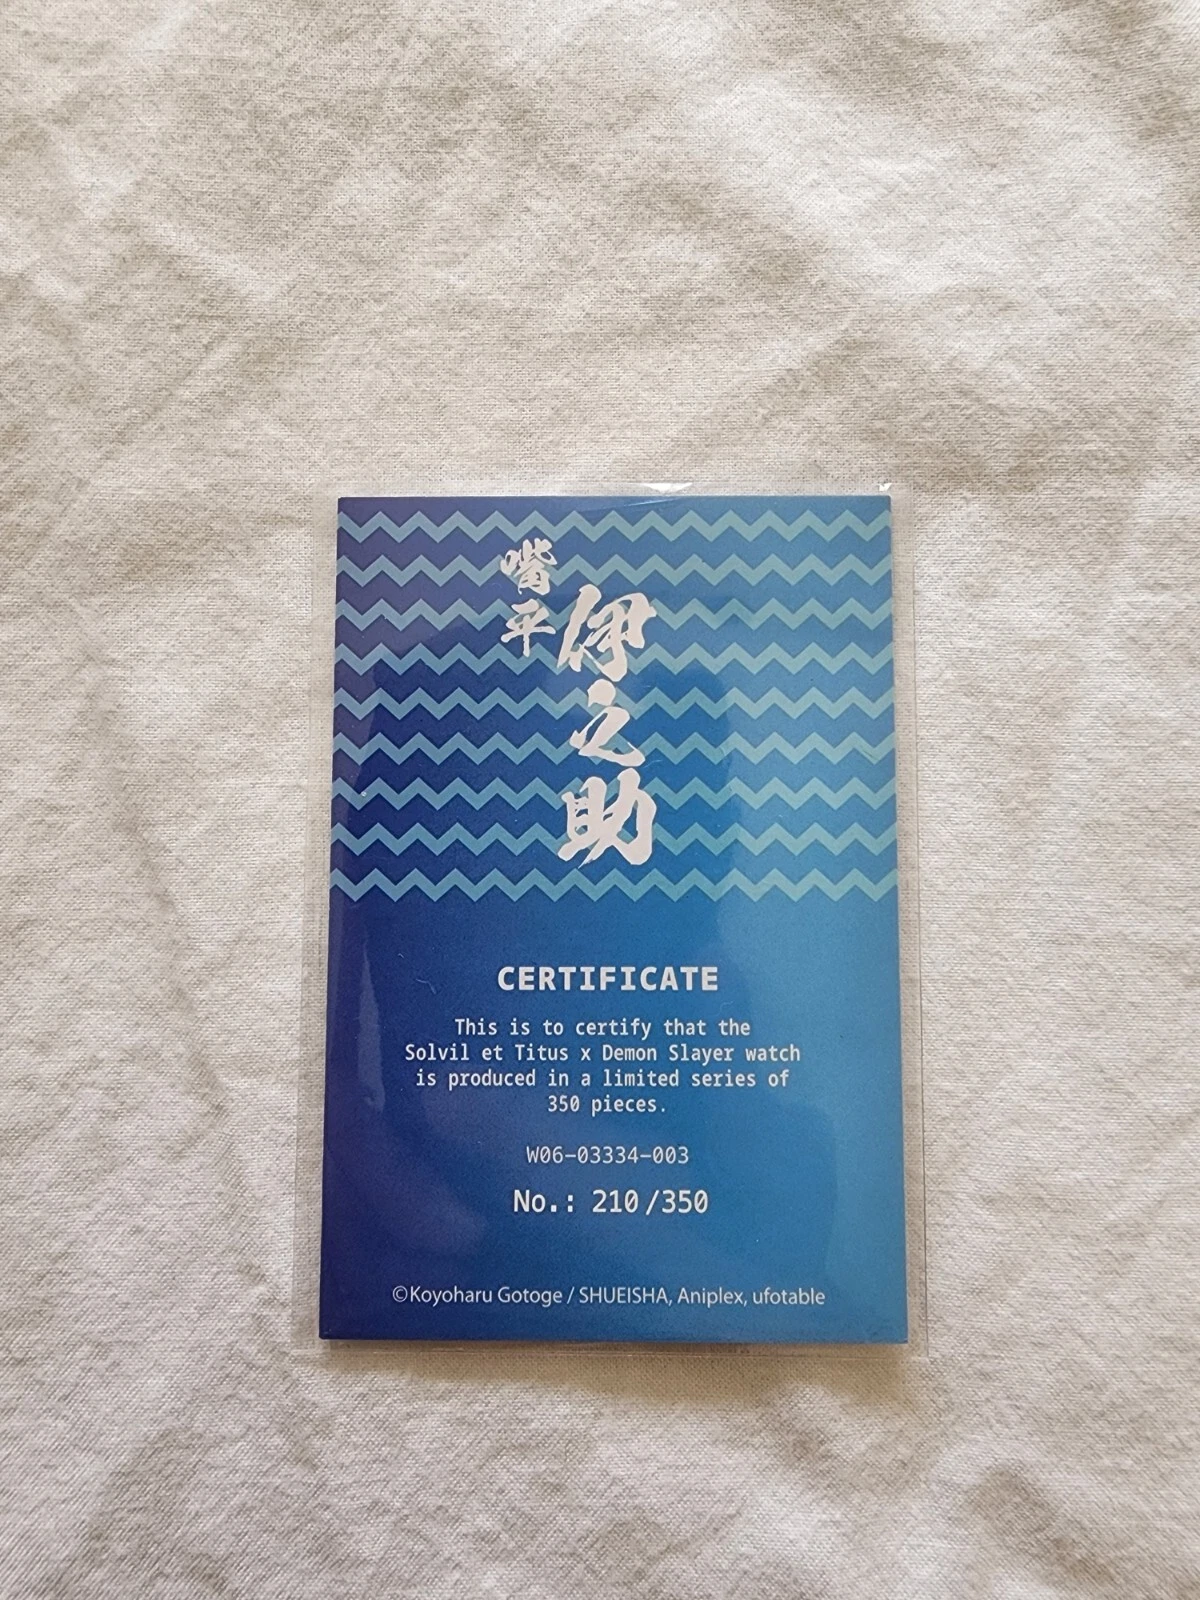 嘴平
伊之助
CERTIFICATE
This is to certify that the
Solvil et Titus x Demon Slayer watch
is produced in a limited series of
350 pieces.
W06-03334-003
No.: 210/350
©Koyoharu Gotoge / SHUEISHA, Aniplex, ufotable